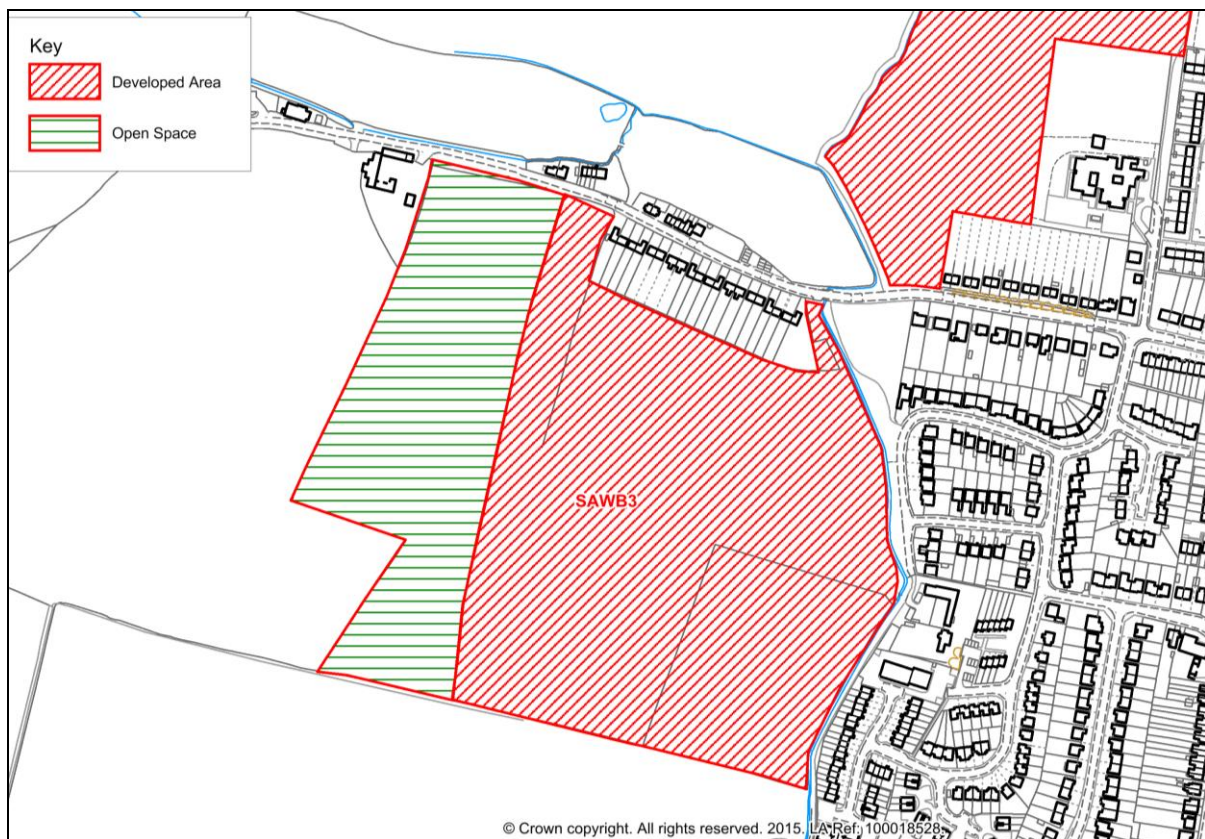 Key
Developed Area
Open Space
SAWB3
© Crown copyright. All rights reserved. 2015. LA Ref: 100018528